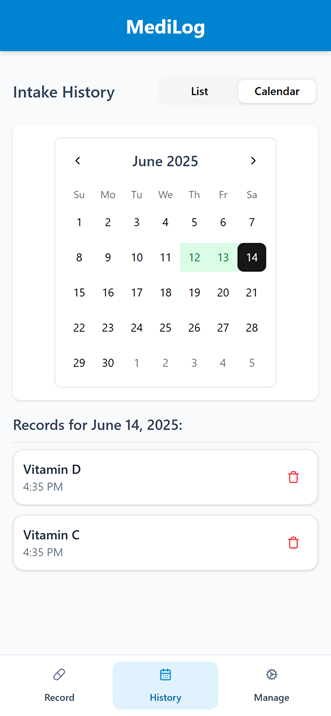 MediLog
Intake History
List Calendar
June 2025
Su Mo Tu We Th Fr Sa
1 2 3 4 5 6 7
8 9 10 11 12 13 14
15 16 17 18 19 20 21
22 23 24 25 26 27 28
29 30 1 2 3 4 5
Records for June 14, 2025:
Vitamin D
4:35 PM
Vitamin C
4:35 PM
Record History Manage